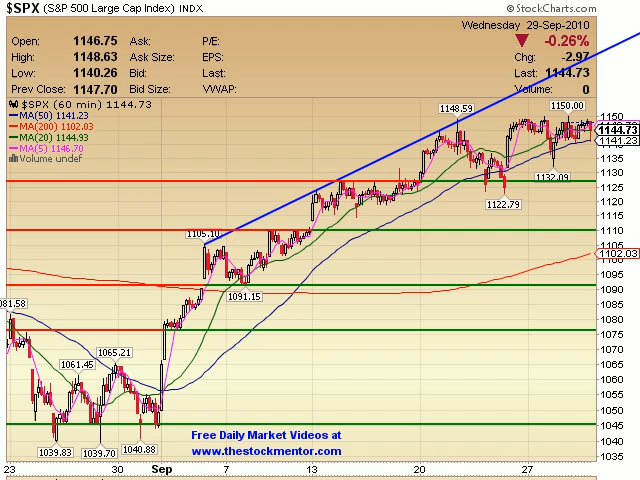 $SPX (S&P 500 Large Cap Index) INDX
© StockCharts.com
Wednesday 29-Sep-2010
Open: 1146.75 Ask: P/E: -0.26%
High: 1148.63 Ask Size: EPS: Chg: -2.97
Low: 1140.26 Bid: Last: Last: 1144.73
Prev Close: 1147.70 Bid Size: VWAP: Volume: 0
$SPX (60 min) 1144.73
MA(50) 1141.23
MA(200) 1102.03
MA(20) 1144.93
MA(5) 1146.70
Volume undef
1148.59
1150.00
1132.09
1122.79
1105.10
1091.15
081.58
1065.21
1061.45
1039.83
1039.70
1040.88
1150
1144.73
1141.23
1135
1130
1125
1120
1115
1110
1105
1102.03
1095
1090
1085
1080
1075
1070
1065
1060
1055
1050
1045
1040
1035
Free Daily Market Videos at
www.thestockmentor.com
23 30 Sep 7 13 20 27